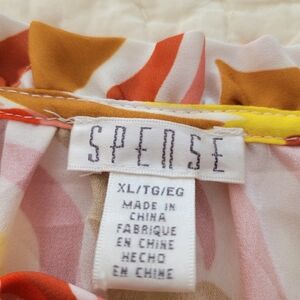 SPENSE
XL/TG/EG
MADE IN
CHINA
FABRIQUE
EN CHINE
HECHO
EN CHINE